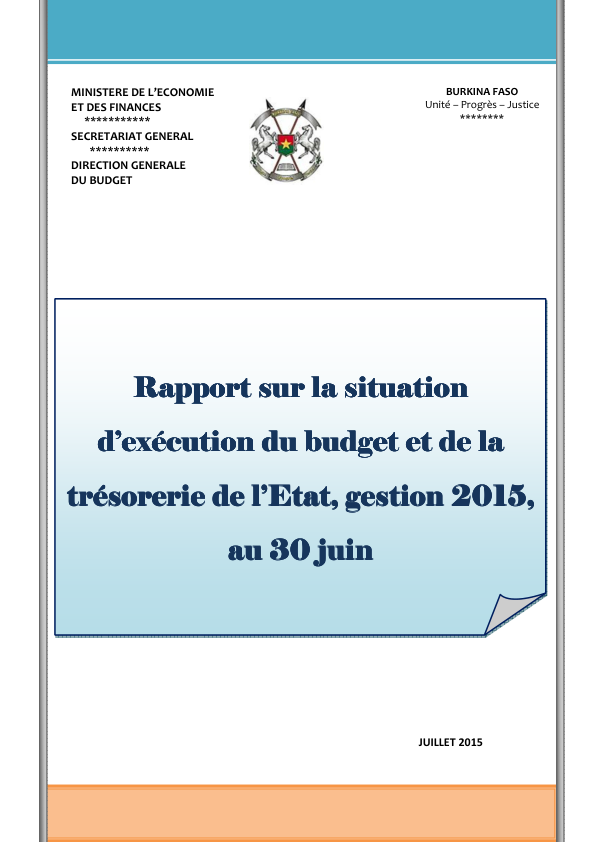 MINISTERE DE L'ECONOMIE
ET DES FINANCES
***********
SECRETARIAT GENERAL
**********
DIRECTION GENERALE
DU BUDGET
BURKINA FASO
Unité – Progrès – Justice
********
Rapport sur la situation
d'exécution du budget et de la
trésorerie de l'Etat, gestion 2015,
au 30 juin
JUILLET 2015